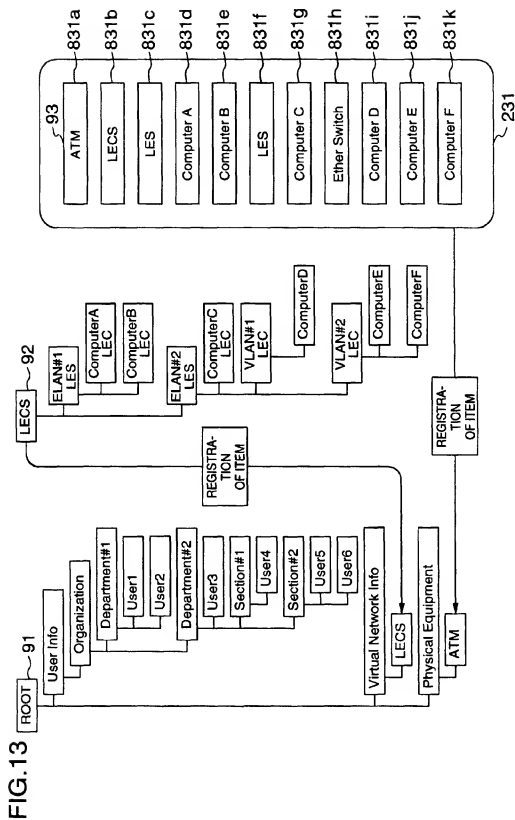 FIG.13
ROOT
91
User Info
Organization
Department#1
User1
User2
Department#2
User3
Section#1
User4
Section#2
User5
User6
Virtual Network Info
LECS
Physical Equipment
ATM
LECS
92
ELAN#1
LES
ComputerA
LEC
ComputerB
LEC
ELAN#2
LES
ComputerC
LEC
VLAN#1
LEC
ComputerD
VLAN#2
LEC
ComputerE
ComputerF
REGISTRA-
TION
OF ITEM
REGISTRA-
TION
OF ITEM
93
ATM
831a
LECS
831b
LES
831c
Computer A
831d
Computer B
831e
LES
831f
Computer C
831g
Ether Switch
831h
Computer D
831i
Computer E
831j
Computer F
831k
231